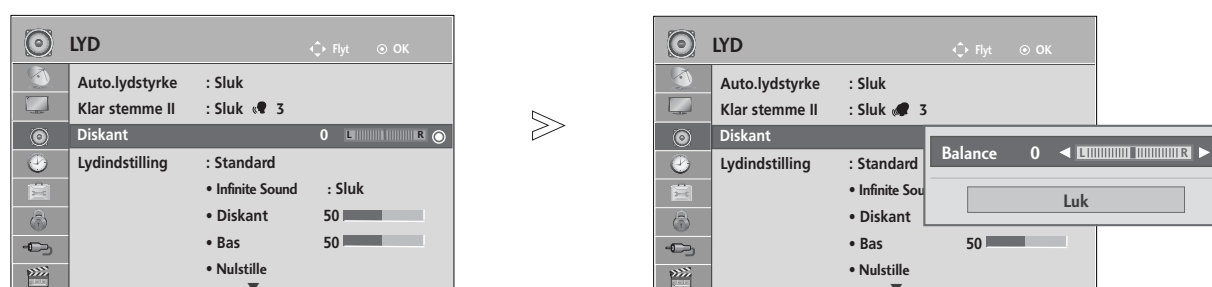 LYD Flyt OK
Auto.lydstyrke : Sluk
Klar stemme II : Sluk 3
Diskant 0 L R
Lydindstilling : Standard
• Infinite Sound : Sluk
• Diskant 50
• Bas 50
• Nulstille
>
LYD Flyt OK
Auto.lydstyrke : Sluk
Klar stemme II : Sluk 3
Diskant
Lydindstilling : Standard
• Infinite Sou
• Diskant
• Bas 50
• Nulstille
Balance 0 L R
Luk